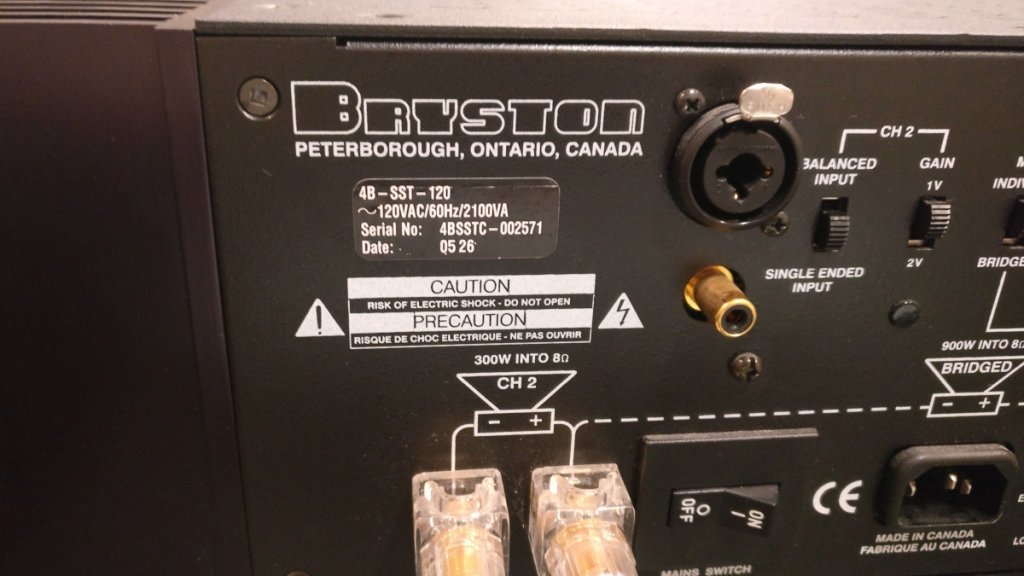 BRYSTON
PETERBOROUGH, ONTARIO, CANADA
4B-SST-120
~120VAC/60Hz/2100VA
Serial No: 4BSSTC-002571
Date: Q5 26
CAUTION
RISK OF ELECTRIC SHOCK - DO NOT OPEN
PRECAUTION
RISQUE DE CHOC ELECTRIQUE - NE PAS OUVRIR
300W INTO 8Ω
CH 2
- +
CH 2
BALANCED
INPUT
GAIN
1V
2V
SINGLE ENDED
INPUT
BRIDGE
900W INTO 8Ω
BRIDGED
- +
OFF O
I ON
MAINS SWITCH
CE
MADE IN CANADA
FABRIQUE AU CANADA